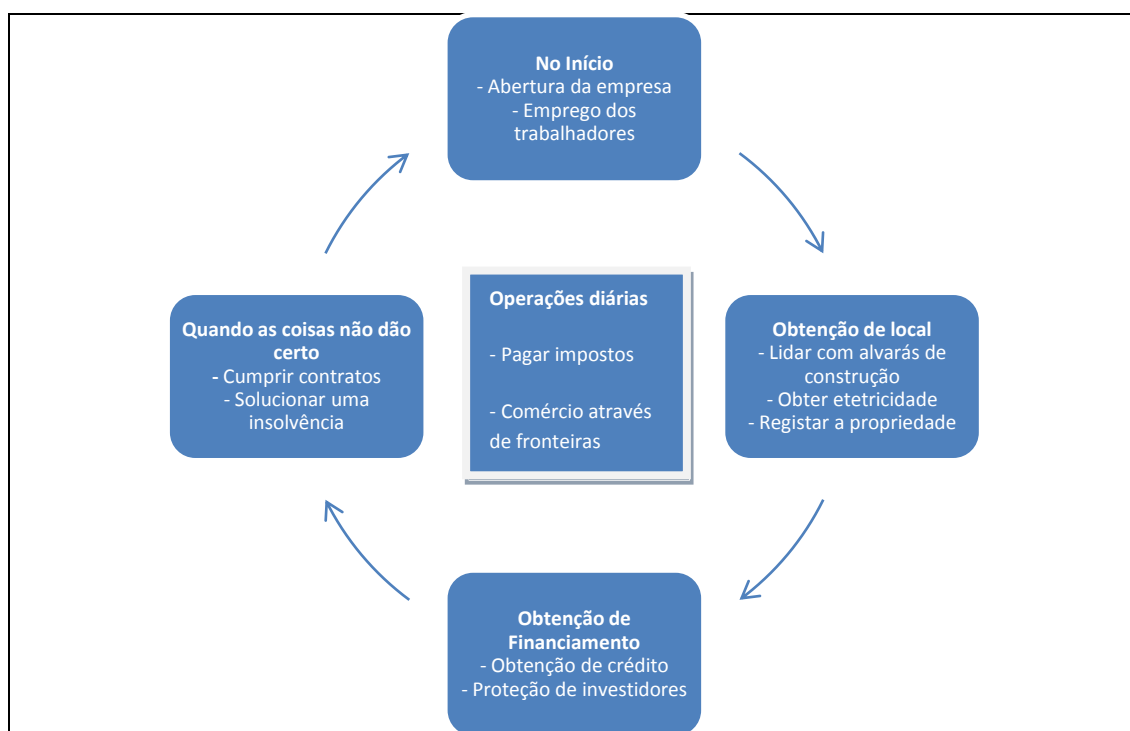 No Início
- Abertura da empresa
- Emprego dos
trabalhadores
Obtenção de local
- Lidar com alvarás de
construção
- Obter etetricidade
- Registar a propriedade
Obtenção de
Financiamento
- Obtenção de crédito
- Proteção de investidores
Quando as coisas não dão
certo
- Cumprir contratos
- Solucionar uma
insolvência
Operações diárias
- Pagar impostos
- Comércio através
de fronteiras